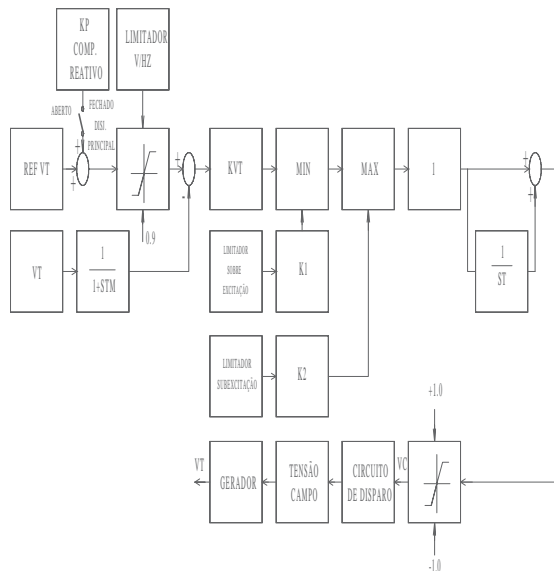 KP
COMP.
REATIVO
LIMITADOR
V/HZ
ABERTO
FECHADO
DISJ.
PRINCIPAL
+
+
REF VT
+
-
KVT
MIN
MAX
1
+
+
0.9
VT
1
1+STM
LIMITADOR
SOBRE
EXCITAÇÃO
K1
1
ST
LIMITADOR
SUBEXCITAÇÃO
K2
+1.0
VT
GERADOR
TENSÃO
CAMPO
CIRCUITO
DE DISPARO
VC
-1.0